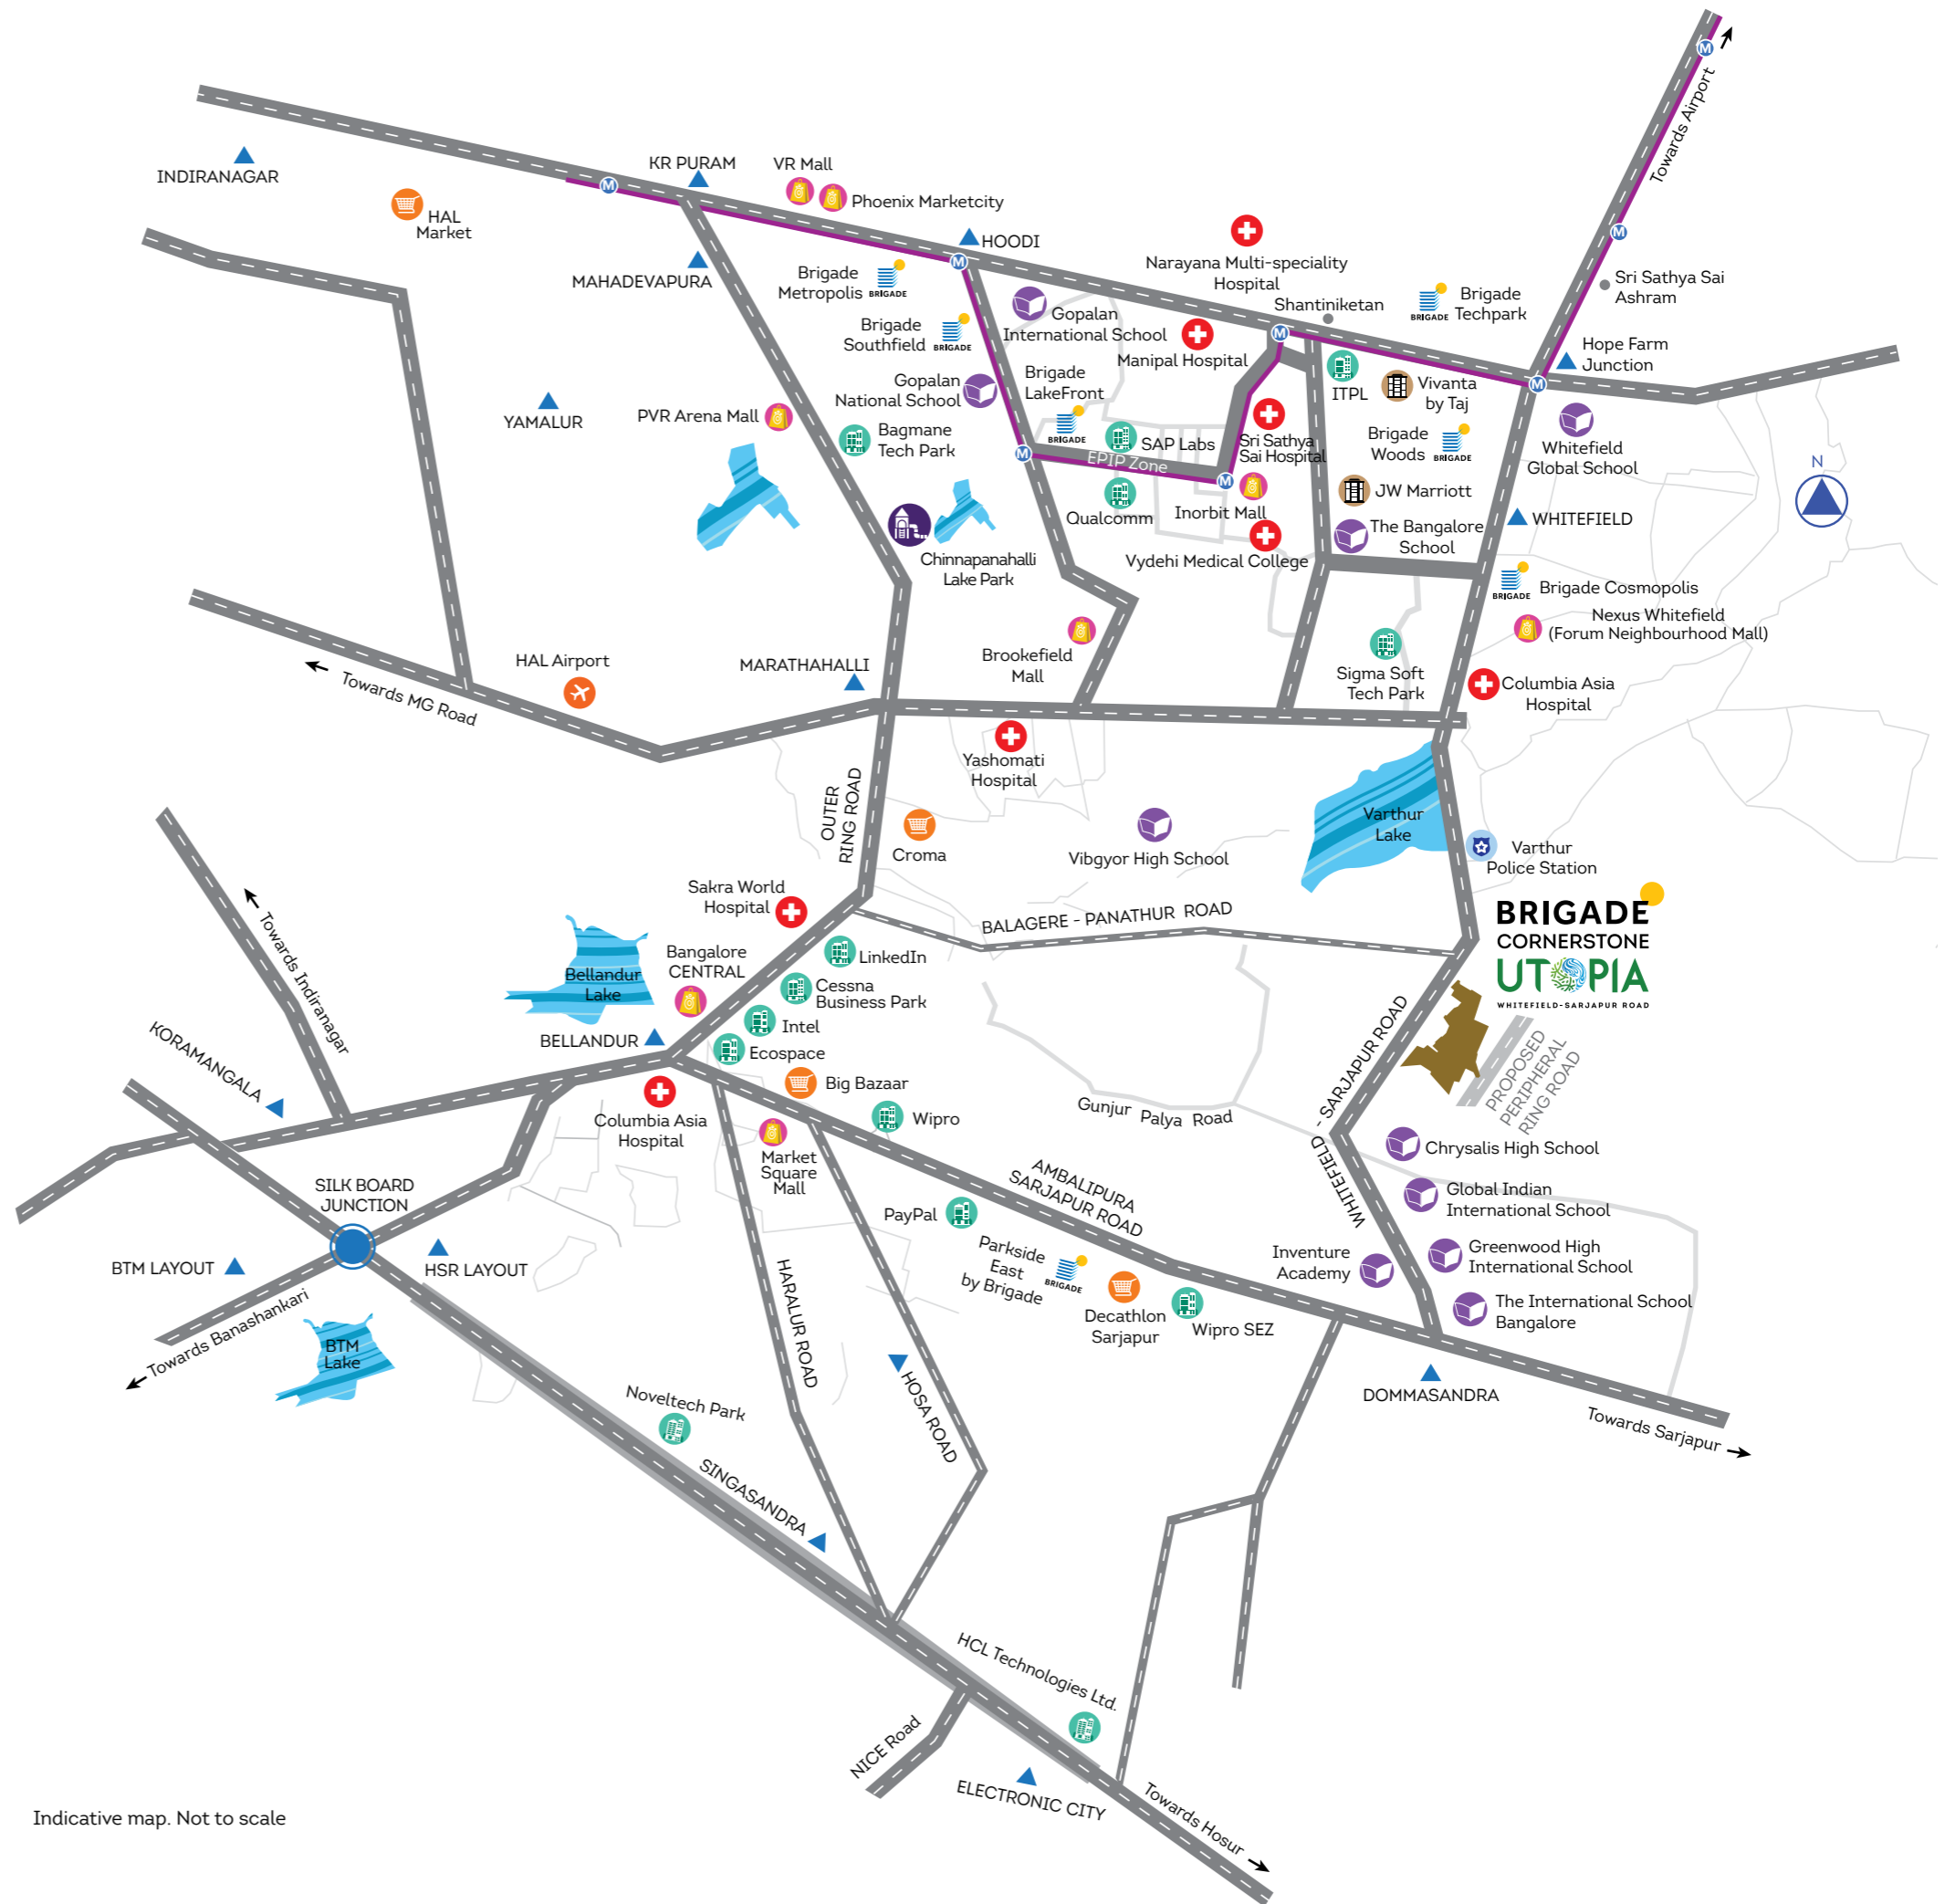 Towards Airport
INDIRANAGAR
HAL
Market
KR PURAM
VR Mall
Phoenix Marketcity
HOODI
MAHADEVAPURA
Brigade
Metropolis
BRIGADE
Brigade
Southfield
BRIGADE
Gopalan
International School
Narayana Multi-speciality
Hospital
Shantiniketan
Manipal Hospital
BRIGADE
Brigade
Techpark
Sri Sathya Sai
Ashram
Hope Farm
Junction
YAMALUR
PVR Arena Mall
Gopalan
National School
Bagmane
Tech Park
Brigade
LakeFront
BRIGADE
SAP Labs
EPIP Zone
Qualcomm
Sri Sathya
Sai Hospital
Inorbit Mall
Vydehi Medical College
ITPL
Vivanta
by Taj
Brigade
Woods
BRIGADE
JW Marriott
The Bangalore
School
Whitefield
Global School
WHITEFIELD
N
Chinnapanahalli
Lake Park
BRIGADE
Brigade Cosmopolis
Nexus Whitefield
(Forum Neighbourhood Mall)
Brookefield
Mall
Sigma Soft
Tech Park
Columbia Asia
Hospital
HAL Airport
MARATHAHALLI
Towards MG Road
Yashomati
Hospital
OUTER
RING ROAD
Croma
Vibgyor High School
Varthur
Lake
Varthur
Police Station
BRIGADE
CORNERSTONE
UTOPIA
WHITEFIELD-SARJAPUR ROAD
Sakra World
Hospital
BALAGERE - PANATHUR ROAD
Towards Indiranagar
Bellandur
Lake
Bangalore
CENTRAL
LinkedIn
Cessna
Business Park
Intel
Ecospace
BELLANDUR
KORAMANGALA
PROPOSED
PERIPHERAL
RING ROAD
WHITEFIELD - SARJAPUR ROAD
Big Bazaar
Columbia Asia
Hospital
Wipro
Market
Square
Mall
Gunjur Palya Road
Chrysalis High School
SILK BOARD
JUNCTION
AMBALIPURA
SARJAPUR ROAD
Global Indian
International School
PayPal
Parkside
East
by Brigade
BRIGADE
Decathlon
Sarjapur
Wipro SEZ
Inventure
Academy
Greenwood High
International School
The International School
Bangalore
BTM LAYOUT
HSR LAYOUT
Towards Banashankari
BTM
Lake
HARALUR ROAD
HOSA ROAD
DOMMASANDRA
Towards Sarjapur
Noveltech Park
SINGASANDRA
HCL Technologies Ltd.
NICE Road
ELECTRONIC CITY
Towards Hosur
Indicative map. Not to scale
M
M
M
M
M
M
M
M